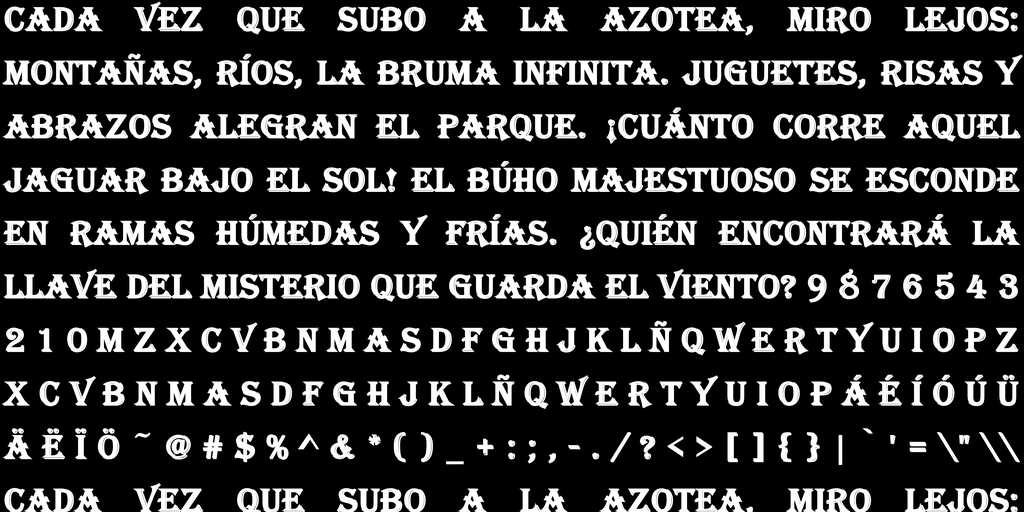 CADA VEZ QUE SUBO A LA AZOTEA, MIRO LEJOS:
MONTAÑAS, RÍOS, LA BRUMA INFINITA. JUGUETES, RISAS Y
ABRAZOS ALEGRAN EL PARQUE. ¡CUÁNTO CORRE AQUEL
JAGUAR BAJO EL SOL! EL BÚHO MAJESTUOSO SE ESCONDE
EN RAMAS HÚMEDAS Y FRÍAS. ¿QUIÉN ENCONTRARÁ LA
LLAVE DEL MISTERIO QUE GUARDA EL VIENTO? 9 8 7 6 5 4 3
2 1 0 M Z X C V B N M A S D F G H J K L Ñ Q W E R T Y U I O P Z
X C V B N M A S D F G H J K L Ñ Q W E R T Y U I O P Á É Í Ó Ú Ü
Ä Ë Ï Ö ~ @ # $ % ^ & * ( ) _ + : ; , - . / ? < > [ ] { } | ` ' = \" \\
CADA VEZ QUE SUBO A LA AZOTEA, MIRO LEJOS: